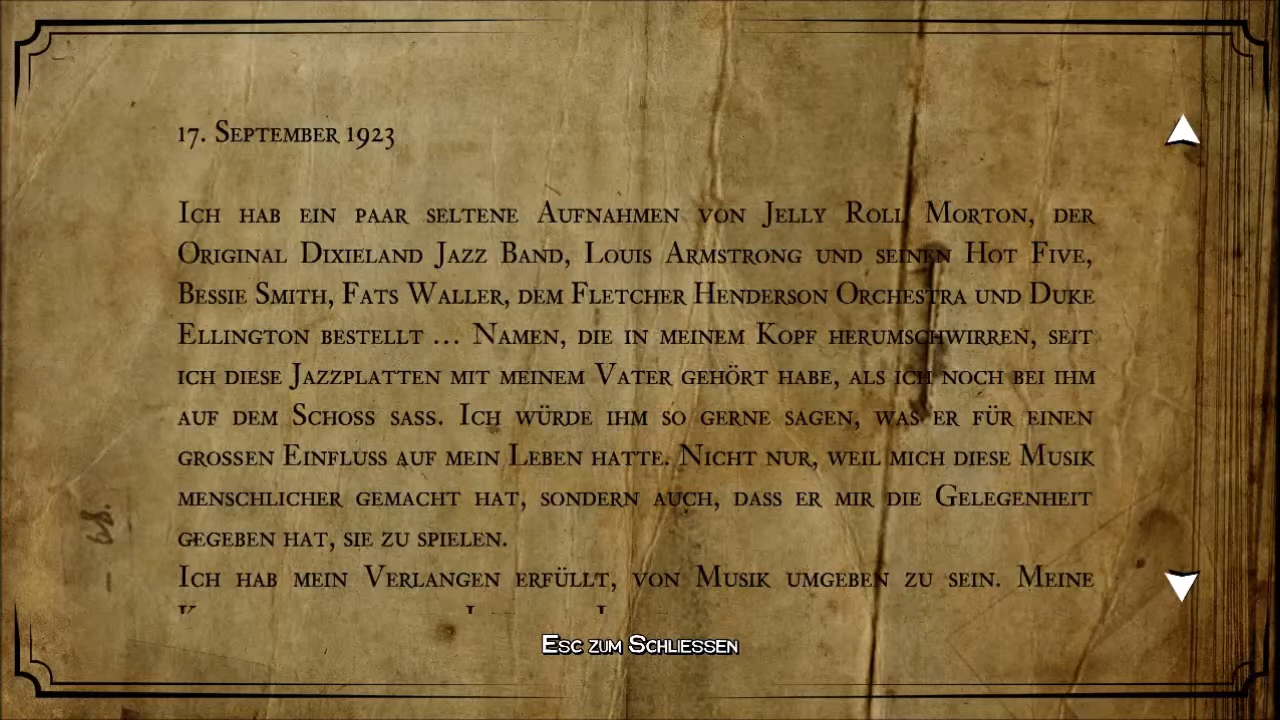 17. September 1923
Ich hab ein paar seltene Aufnahmen von Jelly Roll Morton, der
Original Dixieland Jazz Band, Louis Armstrong und seinen Hot Five,
Bessie Smith, Fats Waller, dem Fletcher Henderson Orchestra und Duke
Ellington bestellt ... Namen, die in meinem Kopf herumschwirren, seit
ich diese Jazzplatten mit meinem Vater gehört habe, als ich noch bei ihm
auf dem Schoss sass. Ich würde ihm so gerne sagen, was er für einen
grossen Einfluss auf mein Leben hatte. Nicht nur, weil mich diese Musik
menschlicher gemacht hat, sondern auch, dass er mir die Gelegenheit
gegeben hat, sie zu spielen.
Ich hab mein Verlangen erfüllt, von Musik umgeben zu sein. Meine
Esc zum Schliessen